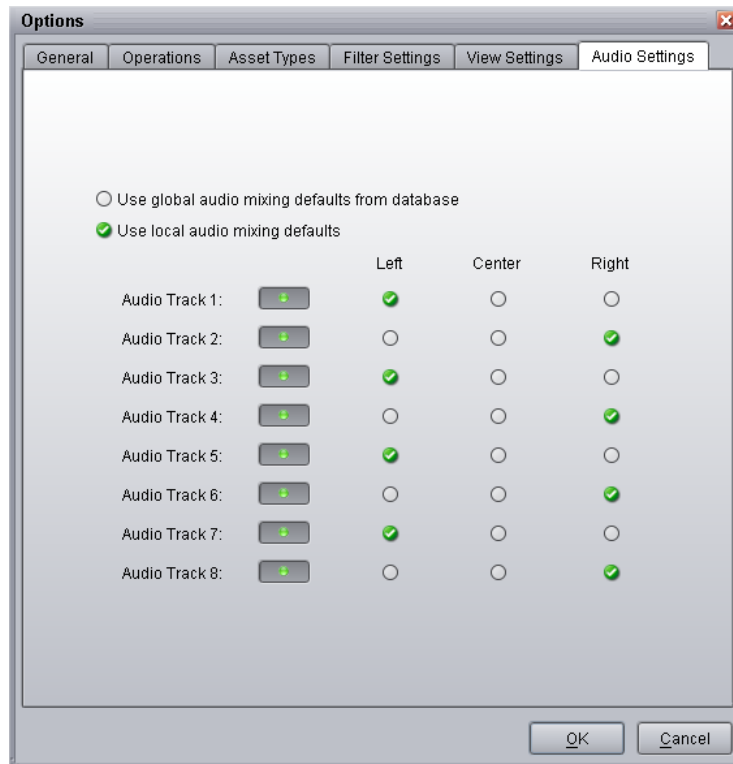 Options
General Operations Asset Types Filter Settings View Settings Audio Settings
Use global audio mixing defaults from database
Use local audio mixing defaults
Left Center Right
Audio Track 1:
Audio Track 2:
Audio Track 3:
Audio Track 4:
Audio Track 5:
Audio Track 6:
Audio Track 7:
Audio Track 8:
OK Cancel